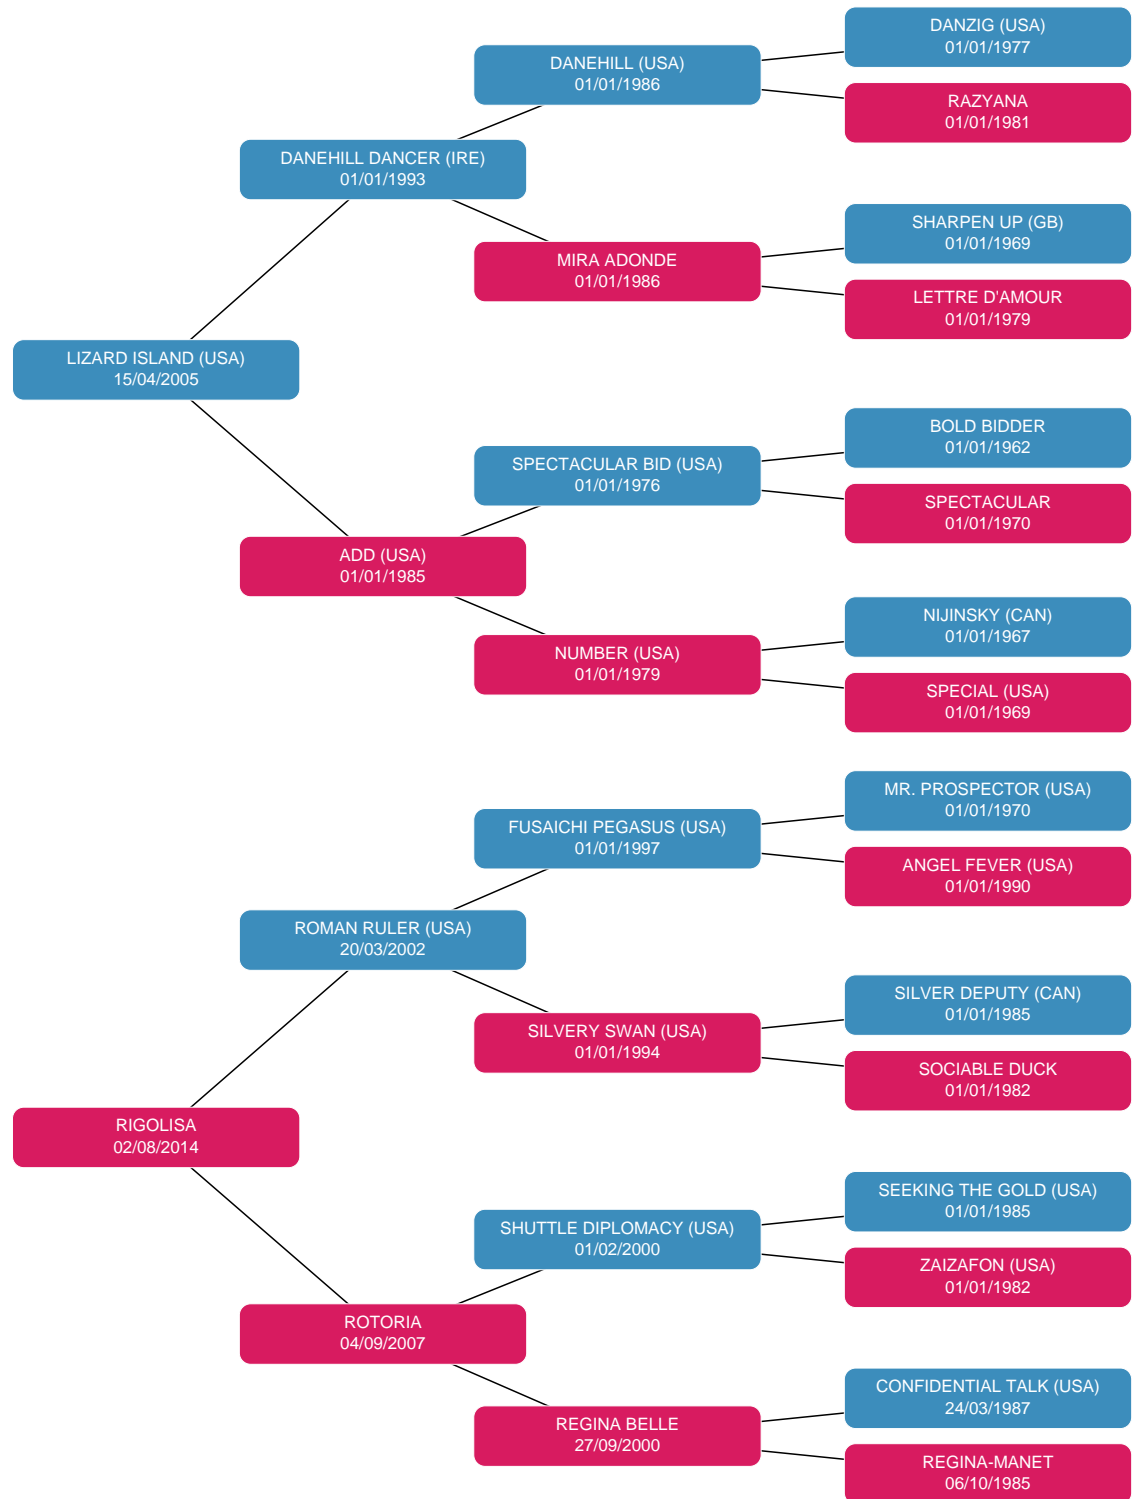 DANZIG (USA)
01/01/1977
DANEHILL (USA)
01/01/1986
RAZYANA
01/01/1981
DANEHILL DANCER (IRE)
01/01/1993
SHARPEN UP (GB)
01/01/1969
MIRA ADONDE
01/01/1986
LETTRE D'AMOUR
01/01/1979
LIZARD ISLAND (USA)
15/04/2005
BOLD BIDDER
01/01/1962
SPECTACULAR BID (USA)
01/01/1976
SPECTACULAR
01/01/1970
ADD (USA)
01/01/1985
NIJINSKY (CAN)
01/01/1967
NUMBER (USA)
01/01/1979
SPECIAL (USA)
01/01/1969
MR. PROSPECTOR (USA)
01/01/1970
FUSAICHI PEGASUS (USA)
01/01/1997
ANGEL FEVER (USA)
01/01/1990
ROMAN RULER (USA)
20/03/2002
SILVER DEPUTY (CAN)
01/01/1985
SILVERY SWAN (USA)
01/01/1994
SOCIABLE DUCK
01/01/1982
RIGOLISA
02/08/2014
SEEKING THE GOLD (USA)
01/01/1985
SHUTTLE DIPLOMACY (USA)
01/02/2000
ZAIZAFON (USA)
01/01/1982
ROTORIA
04/09/2007
CONFIDENTIAL TALK (USA)
24/03/1987
REGINA BELLE
27/09/2000
REGINA-MANET
06/10/1985